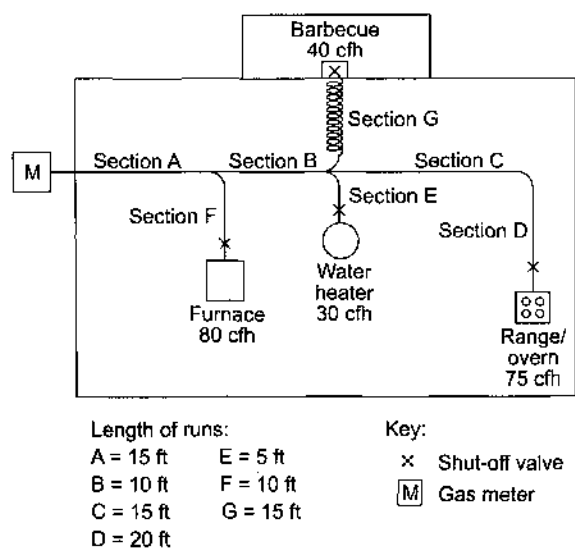 Barbecue
40 cfh
Section G
Section A
Section B
Section C
M
Section E
Section F
Section D
Water
heater
30 cfh
Furnace
80 cfh
Range/
overn
75 cfh
Length of runs:
A = 15 ft
E = 5 ft
B = 10 ft
F = 10 ft
C = 15 ft
G = 15 ft
D = 20 ft
Key:
× Shut-off valve
M Gas meter